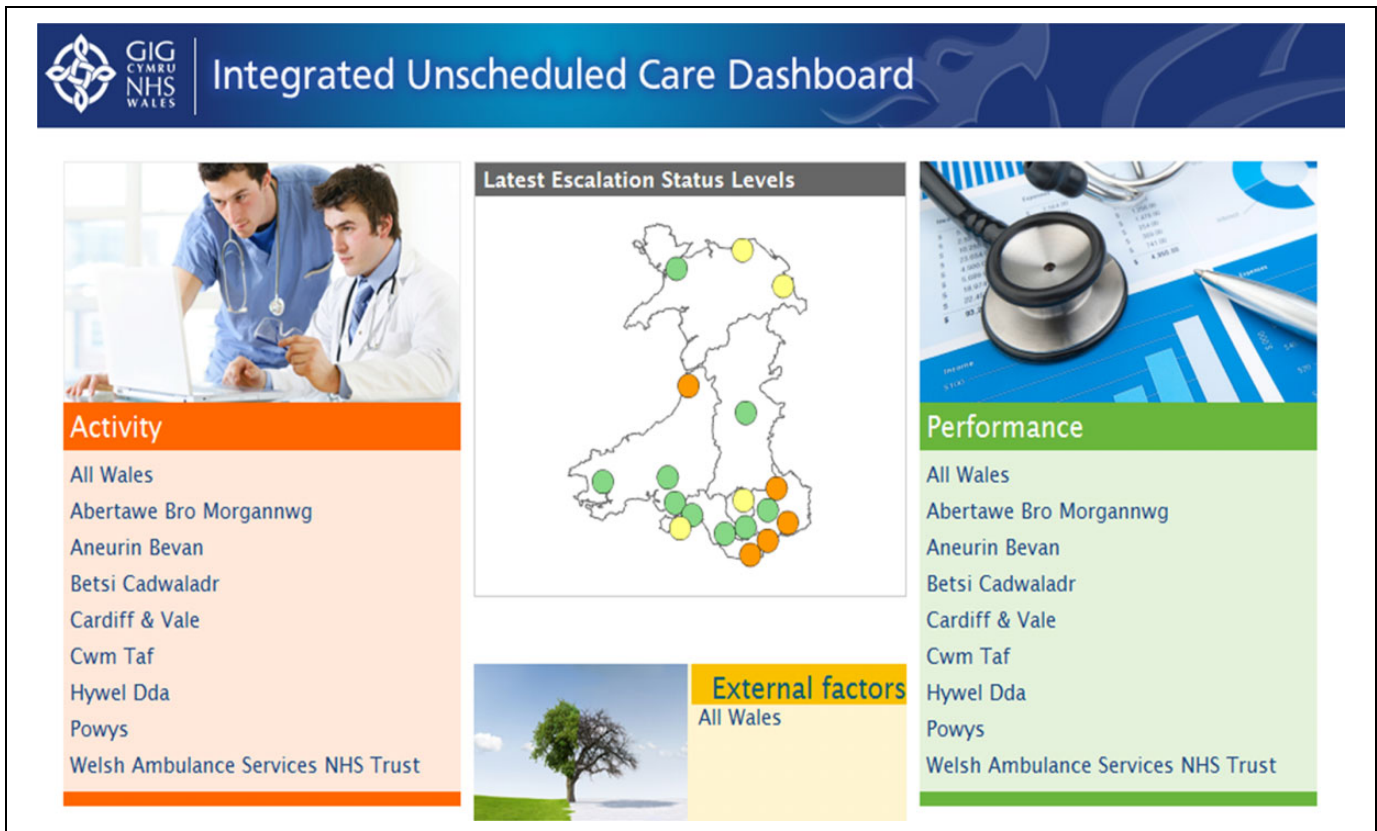 GIG
CYMRU
NHS
WALES
Integrated Unscheduled Care Dashboard
Activity
All Wales
Abertawe Bro Morgannwg
Aneurin Bevan
Betsi Cadwaladr
Cardiff & Vale
Cwm Taf
Hywel Dda
Powys
Welsh Ambulance Services NHS Trust
Latest Escalation Status Levels
External factors
All Wales
Performance
All Wales
Abertawe Bro Morgannwg
Aneurin Bevan
Betsi Cadwaladr
Cardiff & Vale
Cwm Taf
Hywel Dda
Powys
Welsh Ambulance Services NHS Trust